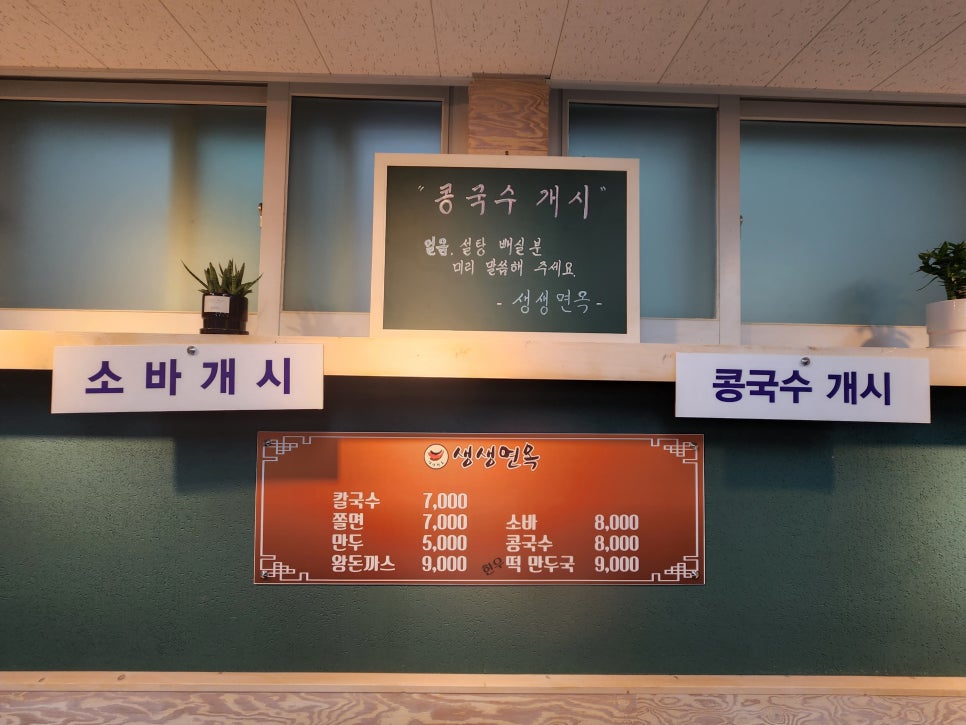 "콩국수 개시"
얼음, 설탕 빼실분
미리 말씀해 주세요.
- 생생면옥 -
소바개시
콩국수 개시
생생면옥
칼국수 7,000
쫄면 7,000 소바 8,000
만두 5,000 콩국수 8,000
왕돈까스 9,000 한우떡 만두국 9,000